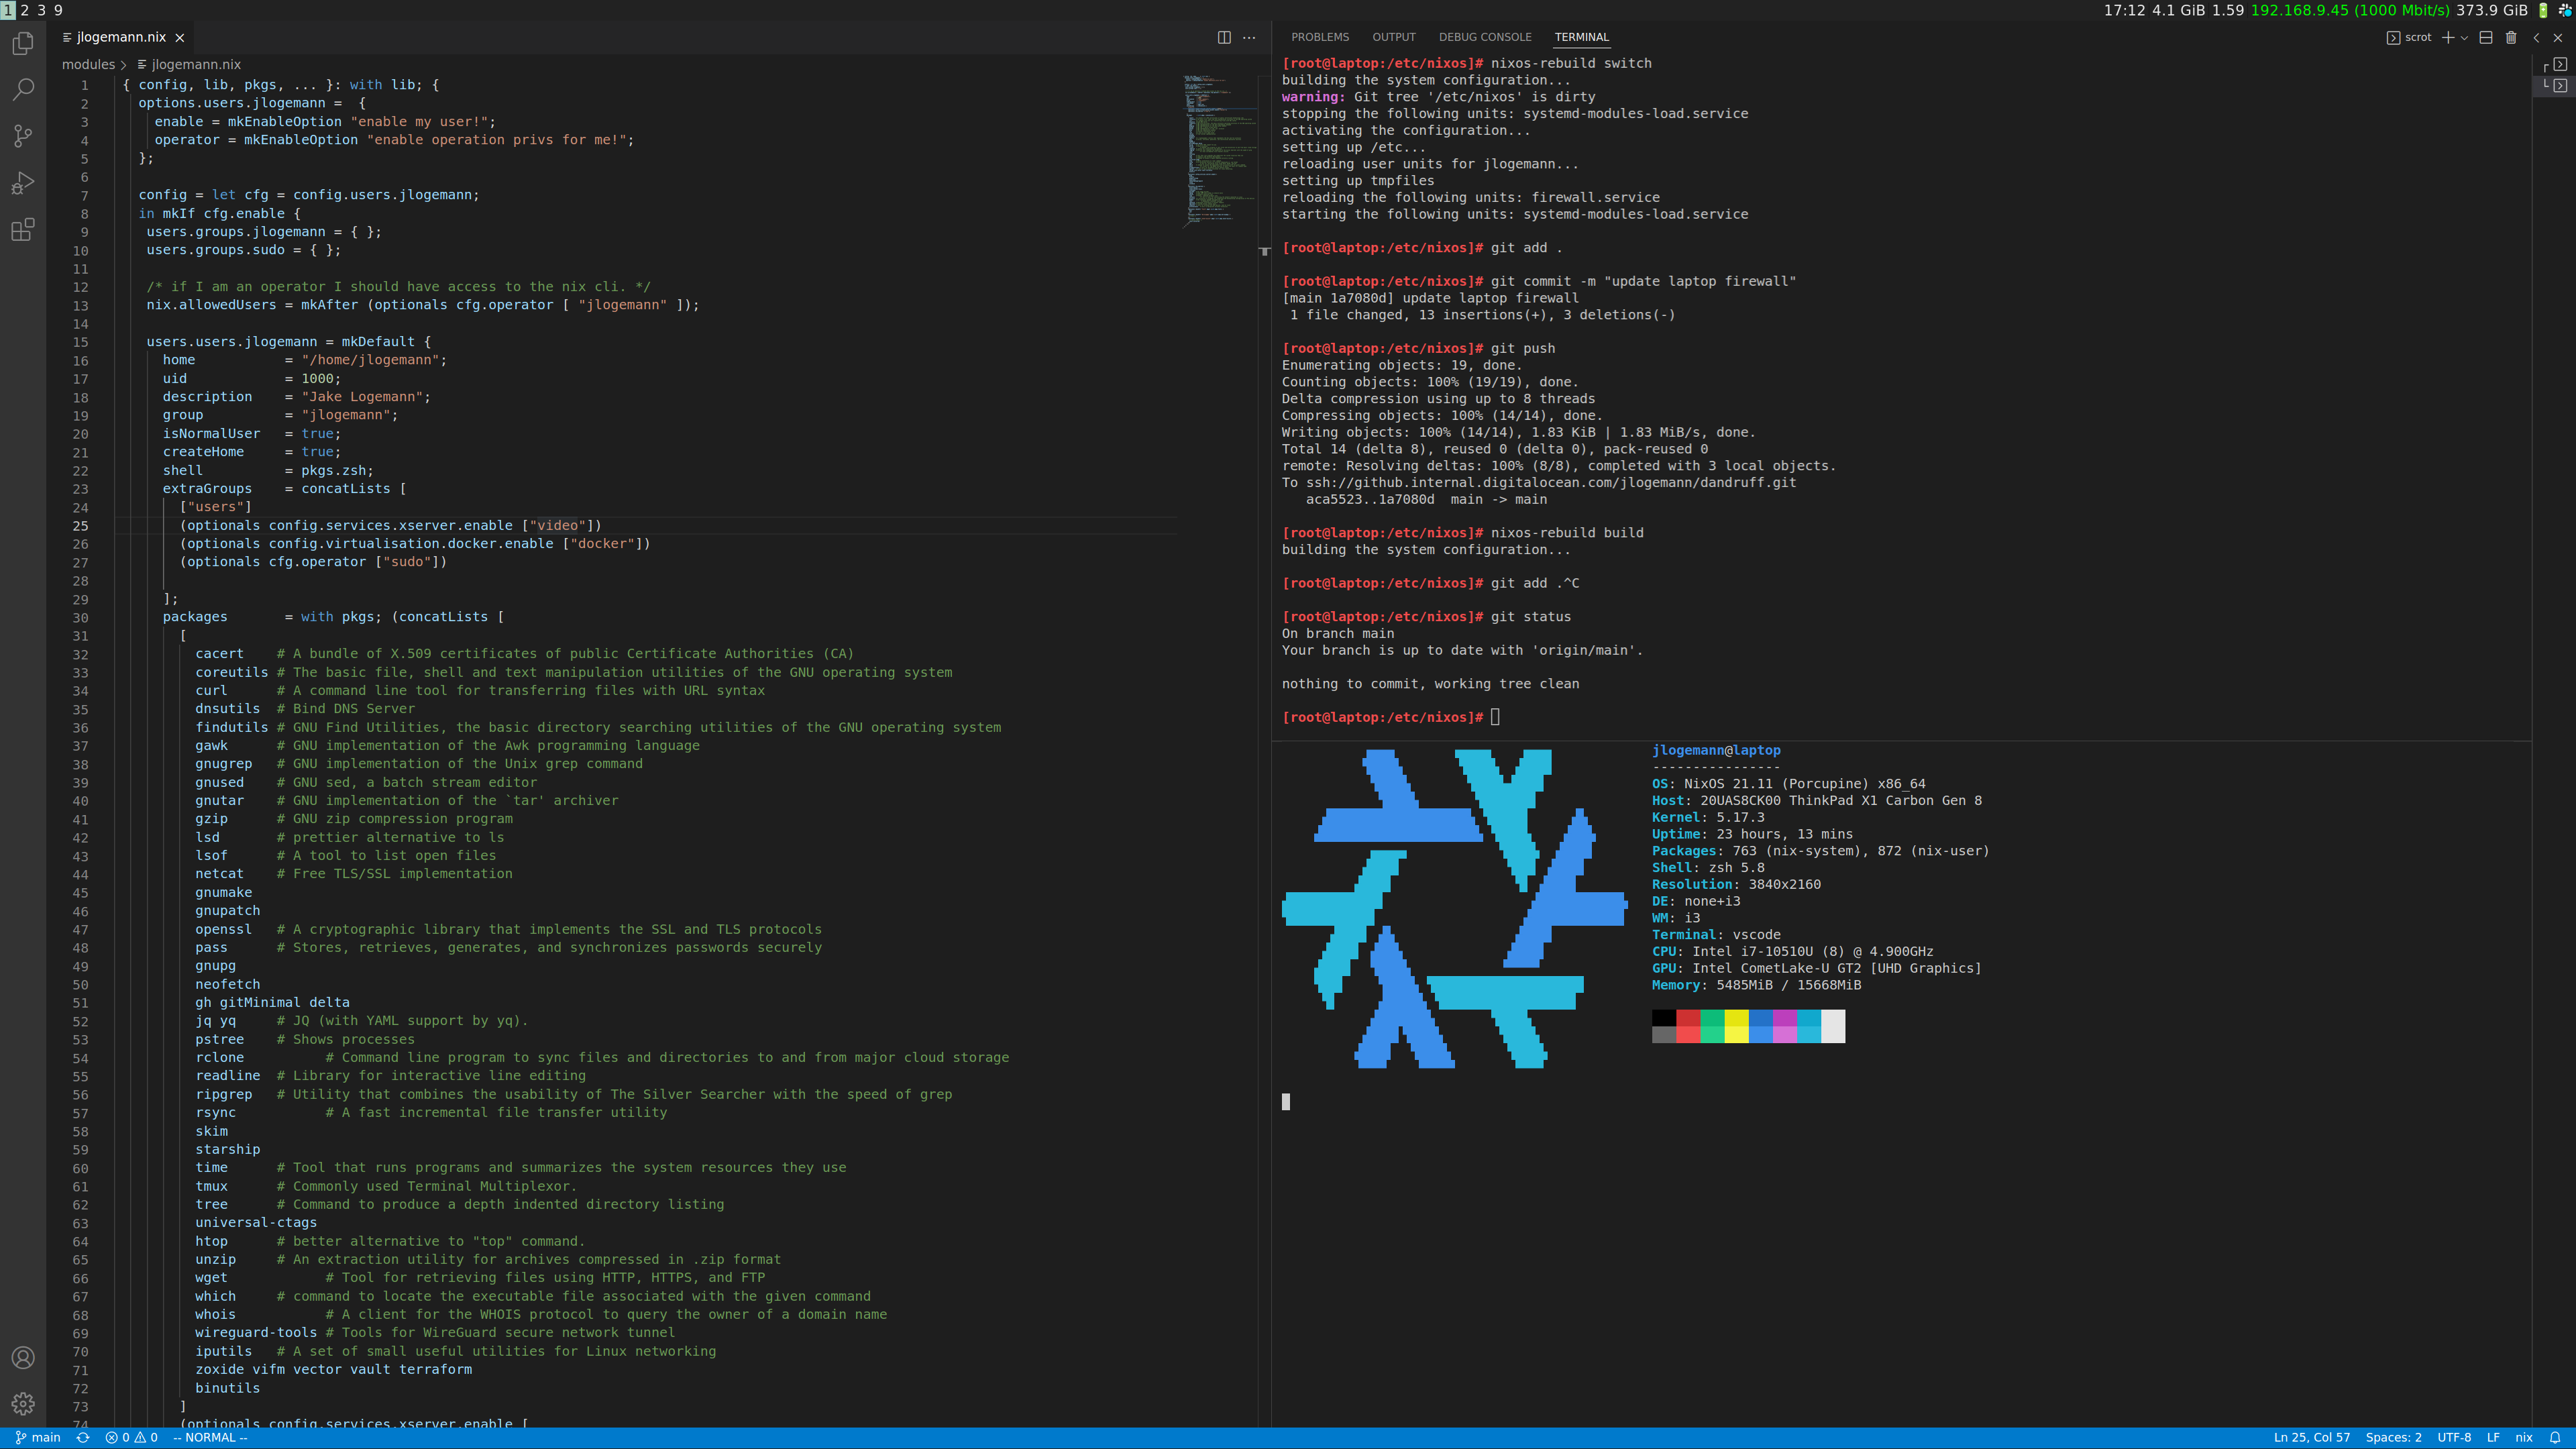 1 2 3 9
17:12 4.1 GiB 1.59 192.168.9.45 (1000 Mbit/s) 373.9 GiB
jlogemann.nix
modules jlogemann.nix
1 { config, lib, pkgs, ... }: with lib; {
2   options.users.jlogemann =  {
3     enable = mkEnableOption "enable my user!";
4     operator = mkEnableOption "enable operation privs for me!";
5   };
6
7   config = let cfg = config.users.jlogemann;
8   in mkIf cfg.enable {
9    users.groups.jlogemann = { };
10    users.groups.sudo = { };
11
12    /* if I am an operator I should have access to the nix cli. */
13    nix.allowedUsers = mkAfter (optionals cfg.operator [ "jlogemann" ]);
14
15    users.users.jlogemann = mkDefault {
16      home           = "/home/jlogemann";
17      uid            = 1000;
18      description    = "Jake Logemann";
19      group          = "jlogemann";
20      isNormalUser   = true;
21      createHome     = true;
22      shell          = pkgs.zsh;
23      extraGroups    = concatLists [
24        ["users"]
25        (optionals config.services.xserver.enable ["video"])
26        (optionals config.virtualisation.docker.enable ["docker"])
27        (optionals cfg.operator ["sudo"])
28
29      ];
30      packages       = with pkgs; (concatLists [
31        [
32          cacert    # A bundle of X.509 certificates of public Certificate Authorities (CA)
33          coreutils # The basic file, shell and text manipulation utilities of the GNU operating system
34          curl      # A command line tool for transferring files with URL syntax
35          dnsutils  # Bind DNS Server
36          findutils # GNU Find Utilities, the basic directory searching utilities of the GNU operating system
37          gawk      # GNU implementation of the Awk programming language
38          gnugrep   # GNU implementation of the Unix grep command
39          gnused    # GNU sed, a batch stream editor
40          gnutar    # GNU implementation of the `tar' archiver
41          gzip      # GNU zip compression program
42          lsd       # prettier alternative to ls
43          lsof      # A tool to list open files
44          netcat    # Free TLS/SSL implementation
45          gnumake
46          gnupatch
47          openssl   # A cryptographic library that implements the SSL and TLS protocols
48          pass      # Stores, retrieves, generates, and synchronizes passwords securely
49          gnupg
50          neofetch
51          gh gitMinimal delta
52          jq yq     # JQ (with YAML support by yq).
53          pstree    # Shows processes
54          rclone          # Command line program to sync files and directories to and from major cloud storage
55          readline  # Library for interactive line editing
56          ripgrep   # Utility that combines the usability of The Silver Searcher with the speed of grep
57          rsync           # A fast incremental file transfer utility
58          skim
59          starship
60          time      # Tool that runs programs and summarizes the system resources they use
61          tmux      # Commonly used Terminal Multiplexor.
62          tree      # Command to produce a depth indented directory listing
63          universal-ctags
64          htop      # better alternative to "top" command.
65          unzip     # An extraction utility for archives compressed in .zip format
66          wget            # Tool for retrieving files using HTTP, HTTPS, and FTP
67          which     # command to locate the executable file associated with the given command
68          whois           # A client for the WHOIS protocol to query the owner of a domain name
69          wireguard-tools # Tools for WireGuard secure network tunnel
70          iputils   # A set of small useful utilities for Linux networking
71          zoxide vifm vector vault terraform
72          binutils
73        ]
74        (optionals config.services.xserver.enable [
PROBLEMS OUTPUT DEBUG CONSOLE TERMINAL scrot
[root@laptop:/etc/nixos]# nixos-rebuild switch
building the system configuration...
warning: Git tree '/etc/nixos' is dirty
stopping the following units: systemd-modules-load.service
activating the configuration...
setting up /etc...
reloading user units for jlogemann...
setting up tmpfiles
reloading the following units: firewall.service
starting the following units: systemd-modules-load.service
[root@laptop:/etc/nixos]# git add .
[root@laptop:/etc/nixos]# git commit -m "update laptop firewall"
[main 1a7080d] update laptop firewall
 1 file changed, 13 insertions(+), 3 deletions(-)
[root@laptop:/etc/nixos]# git push
Enumerating objects: 19, done.
Counting objects: 100% (19/19), done.
Delta compression using up to 8 threads
Compressing objects: 100% (14/14), done.
Writing objects: 100% (14/14), 1.83 KiB | 1.83 MiB/s, done.
Total 14 (delta 8), reused 0 (delta 0), pack-reused 0
remote: Resolving deltas: 100% (8/8), completed with 3 local objects.
To ssh://github.internal.digitalocean.com/jlogemann/dandruff.git
   aca5523..1a7080d  main -> main
[root@laptop:/etc/nixos]# nixos-rebuild build
building the system configuration...
[root@laptop:/etc/nixos]# git add .^C
[root@laptop:/etc/nixos]# git status
On branch main
Your branch is up to date with 'origin/main'.
nothing to commit, working tree clean
[root@laptop:/etc/nixos]#
jlogemann@laptop
----------------
OS: NixOS 21.11 (Porcupine) x86_64
Host: 20UAS8CK00 ThinkPad X1 Carbon Gen 8
Kernel: 5.17.3
Uptime: 23 hours, 13 mins
Packages: 763 (nix-system), 872 (nix-user)
Shell: zsh 5.8
Resolution: 3840x2160
DE: none+i3
WM: i3
Terminal: vscode
CPU: Intel i7-10510U (8) @ 4.900GHz
GPU: Intel CometLake-U GT2 [UHD Graphics]
Memory: 5485MiB / 15668MiB
main 0 0 -- NORMAL --
Ln 25, Col 57 Spaces: 2 UTF-8 LF nix